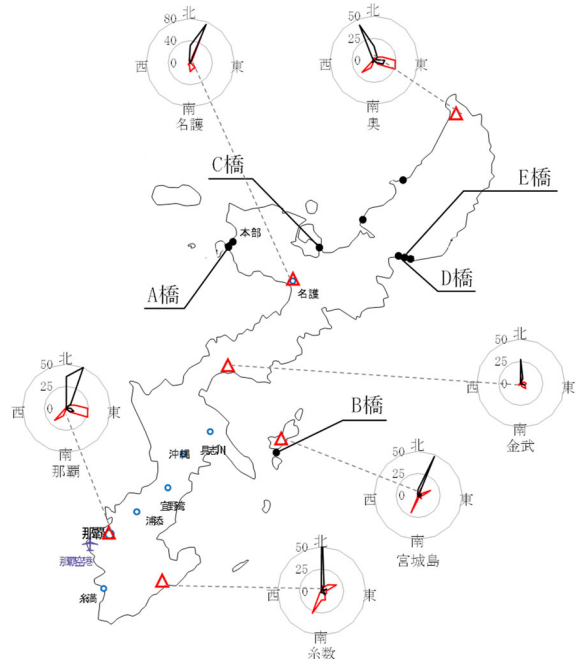 北
80
40
0
西
東
南
名護
北
50
25
0
西
東
南
奥
C橋
E橋
本部
A橋
名護
D橋
北
50
25
0
西
東
南
那覇
北
50
25
0
西
東
南
金武
B橋
沖縄
具志川
宜野湾
浦添
那覇
那覇空港
糸満
北
50
25
0
西
東
南
宮城島
北
50
25
0
西
東
南
糸数